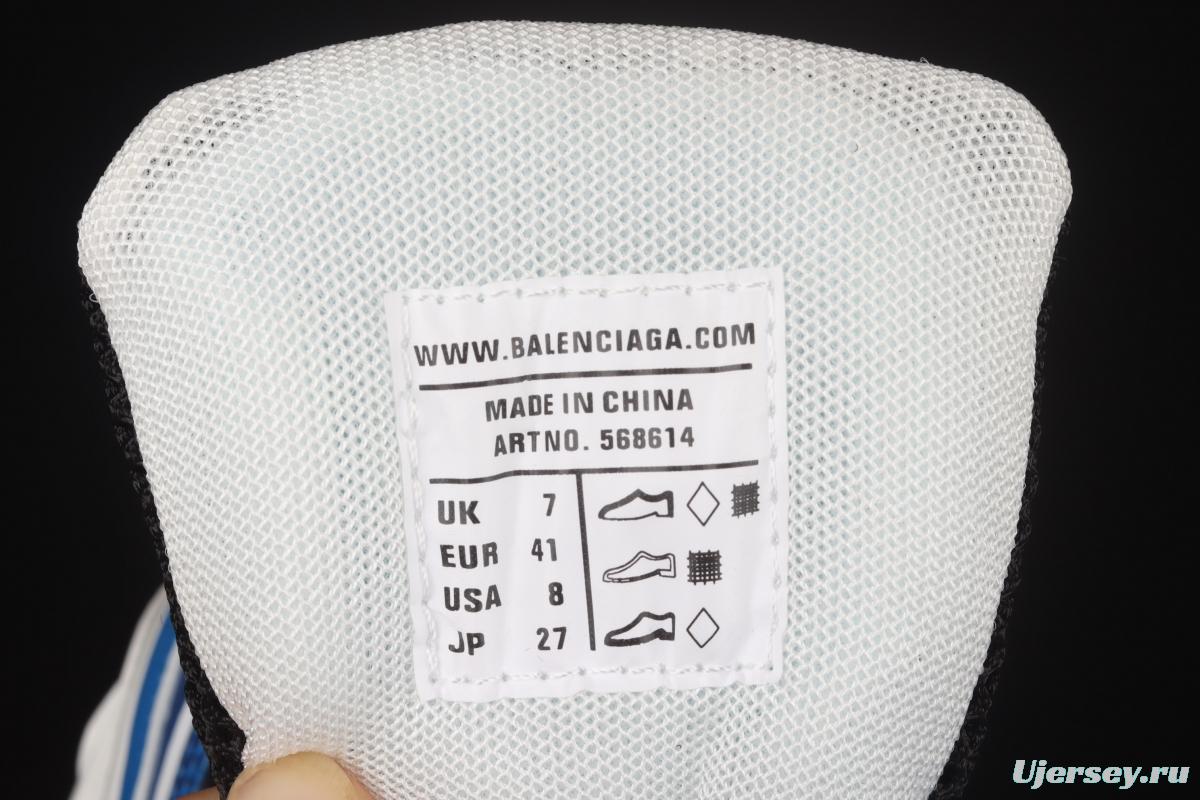 WWW.BALENCIAGA.COM
MADE IN CHINA
ARTNO. 568614
UK 7
EUR 41
USA 8
JP 27
Ujersey.ru